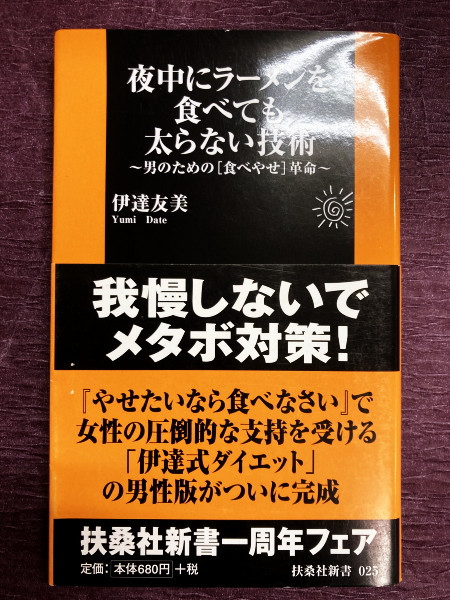 夜中にラーメンを
食べても
太らない技術
～男のための[食べやせ]革命～
伊達友美
Yumi Date
我慢しないで
メタボ対策！
『やせたいなら食べなさい』で
女性の圧倒的な支持を受ける
「伊達式ダイエット」
の男性版がついに完成
扶桑社新書一周年フェア
定価：本体680円＋税
扶桑社新書 025